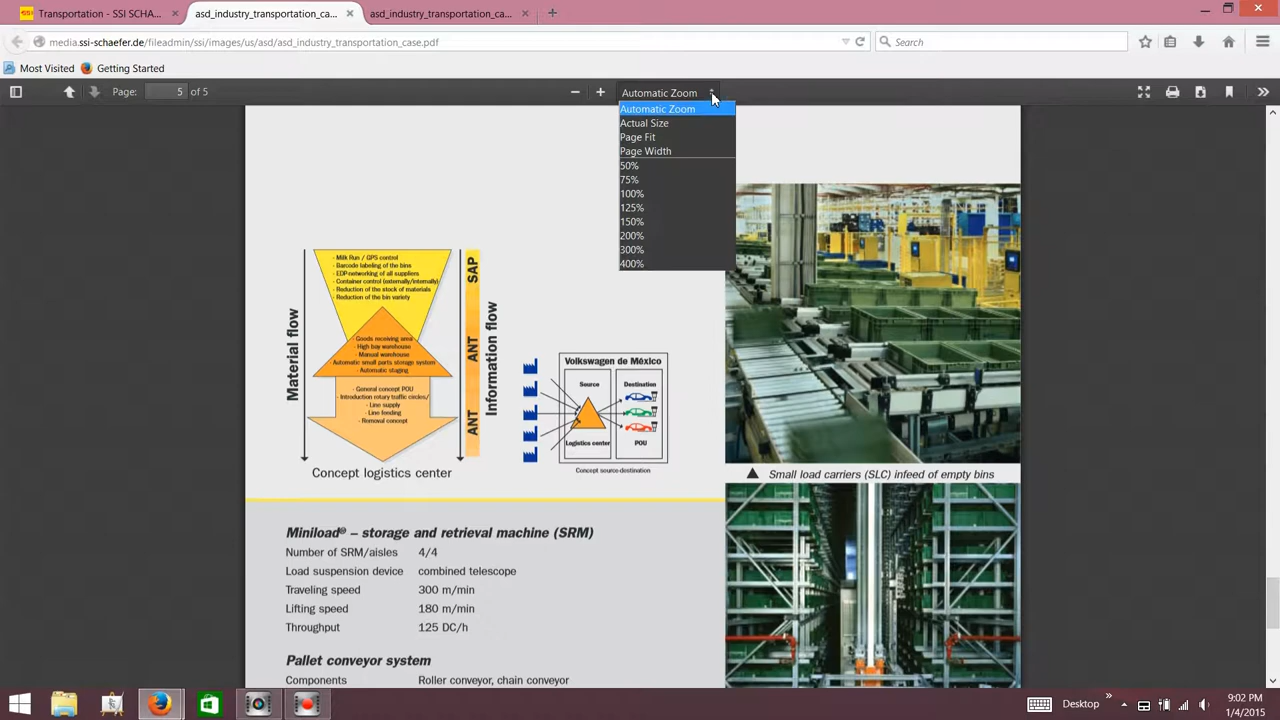 Transportation - SSI SCHA...
asd_industry_transportation_c...
asd_industry_transportation_c...
media.ssi-schaefer.de/fileadmin/ssi/images/us/asd/asd_industry_transportation_case.pdf
Search
Most Visited
Getting Started
Page: 5 of 5
Automatic Zoom
Automatic Zoom
Actual Size
Page Fit
Page Width
50%
75%
100%
125%
150%
200%
300%
400%
Material flow
- Milk Run / GPS control
- Barcode labeling of the bins
- EDP-networking of all suppliers
- Container control (externally/internally)
- Reduction of the stock of materials
- Reduction of the bin variety
- Goods receiving area
- High bay warehouse
- Manual warehouse
- Automatic small parts storage system
- Automatic staging
- General concept POU
- Introduction rotary traffic circles/
- Line supply
- Line feeding
- Removal concept
SAP
ANT
ANT
Information flow
Concept logistics center
Volkswagen de México
Source
Destination
Logistics center
POU
Concept source-destination
Small load carriers (SLC) infeed of empty bins
Miniload® – storage and retrieval machine (SRM)
Number of SRM/aisles 4/4
Load suspension device combined telescope
Traveling speed 300 m/min
Lifting speed 180 m/min
Throughput 125 DC/h
Pallet conveyor system
Components Roller conveyor, chain conveyor
Desktop
9:02 PM
1/4/2015